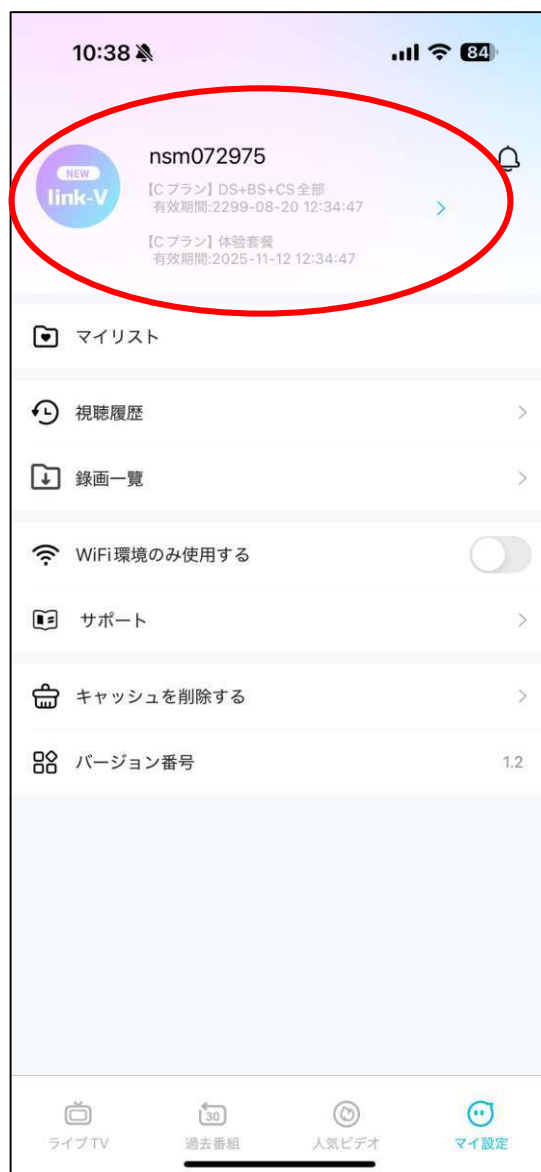 10:38
84
NEW
link-V
nsm072975
【C プラン】 DS+BS+CS 全部
有効期間:2299-08-20 12:34:47
【C プラン】 体验套餐
有效期間:2025-11-12 12:34:47
マイリスト
視聴履歴
録画一覧
WiFi環境のみ使用する
サポート
キャッシュを削除する
バージョン番号
1.2
30
ライブ TV
過去番組
人気ビデオ
マイ設定